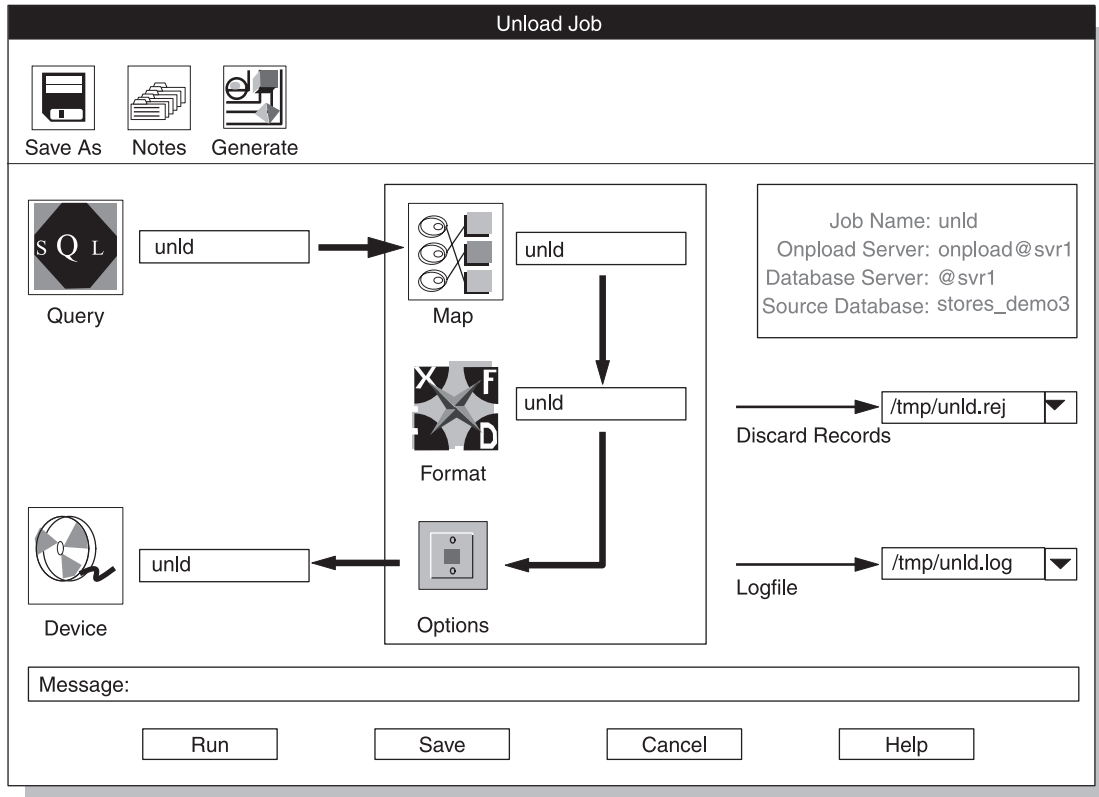 Unload Job
Save As
Notes
Generate
SQL
unld
Query
unld
Map
Job Name: unld
Onpload Server: onpload@svr1
Database Server: @svr1
Source Database: stores_demo3
X F
D
unld
Format
/tmp/unld.rej
Discard Records
unld
Device
Options
/tmp/unld.log
Logfile
Message:
Run
Save
Cancel
Help